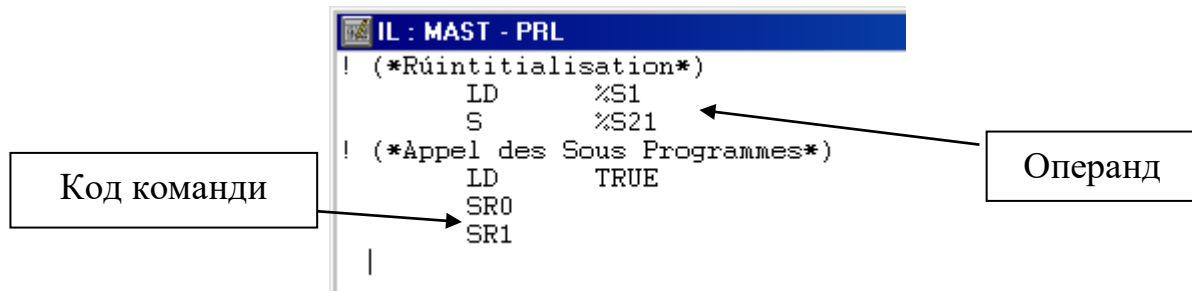 IL : MAST - PRL
! (*Rúintitialisation*)
LD %S1
S %S21
! (*Appel des Sous Programmes*)
LD TRUE
SR0
SR1
Код команди
Операнд